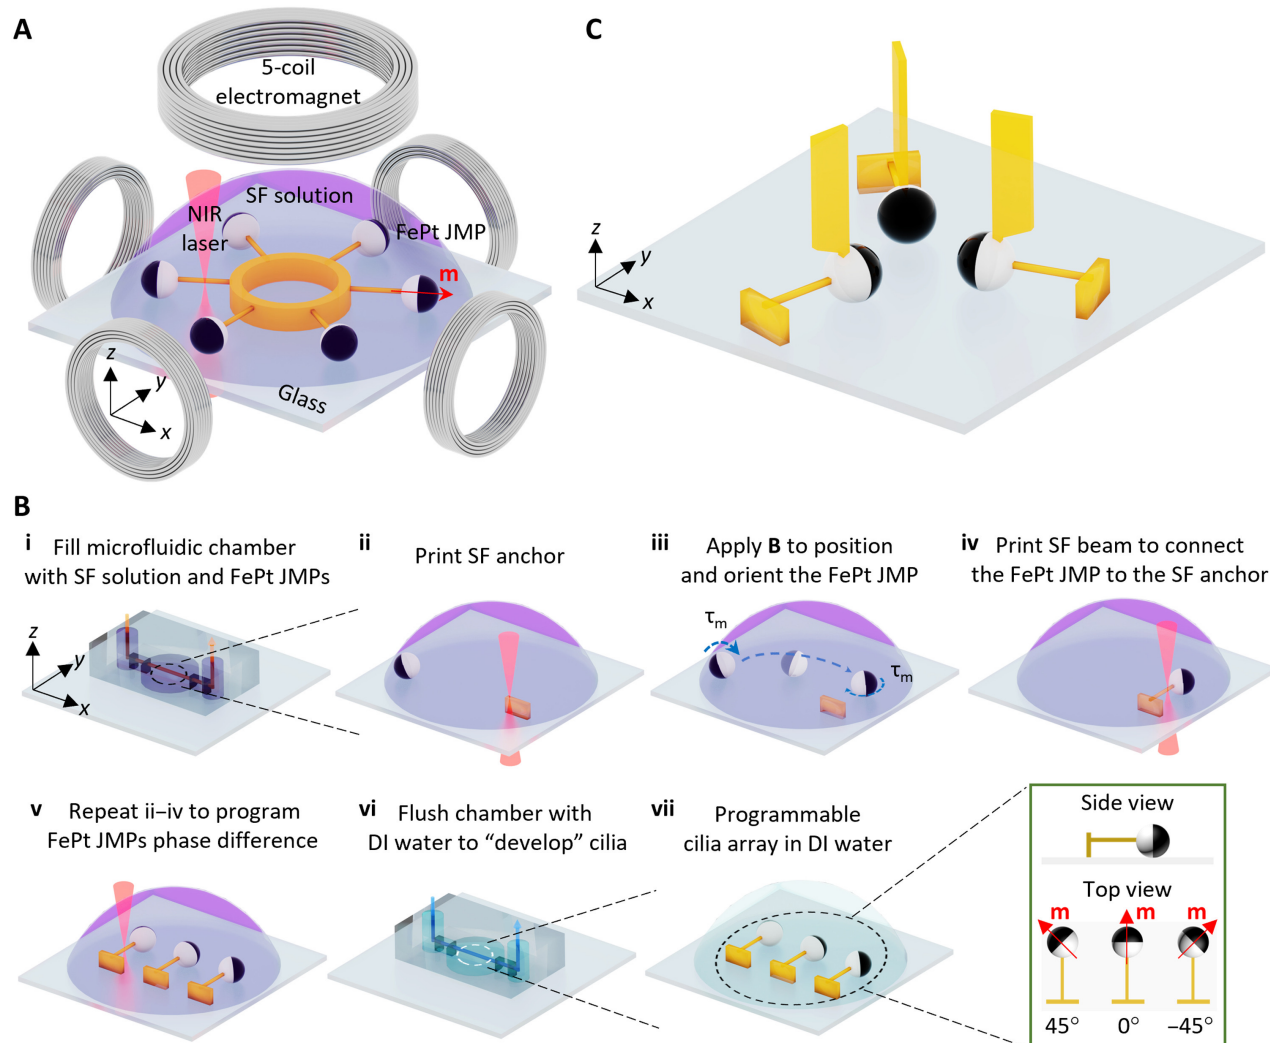 A
5-coil
electromagnet
SF solution
NIR
laser
FePt JMP
m
Glass
z
y
x
C
z
y
x
B
i Fill microfluidic chamber
with SF solution and FePt JMPs
z
y
x
ii Print SF anchor
iii Apply B to position
and orient the FePt JMP
τm
τm
iv Print SF beam to connect
the FePt JMP to the SF anchor
v Repeat ii–iv to program
FePt JMPs phase difference
vi Flush chamber with
DI water to “develop” cilia
vii Programmable
cilia array in DI water
Side view
Top view
m m m
45° 0° −45°